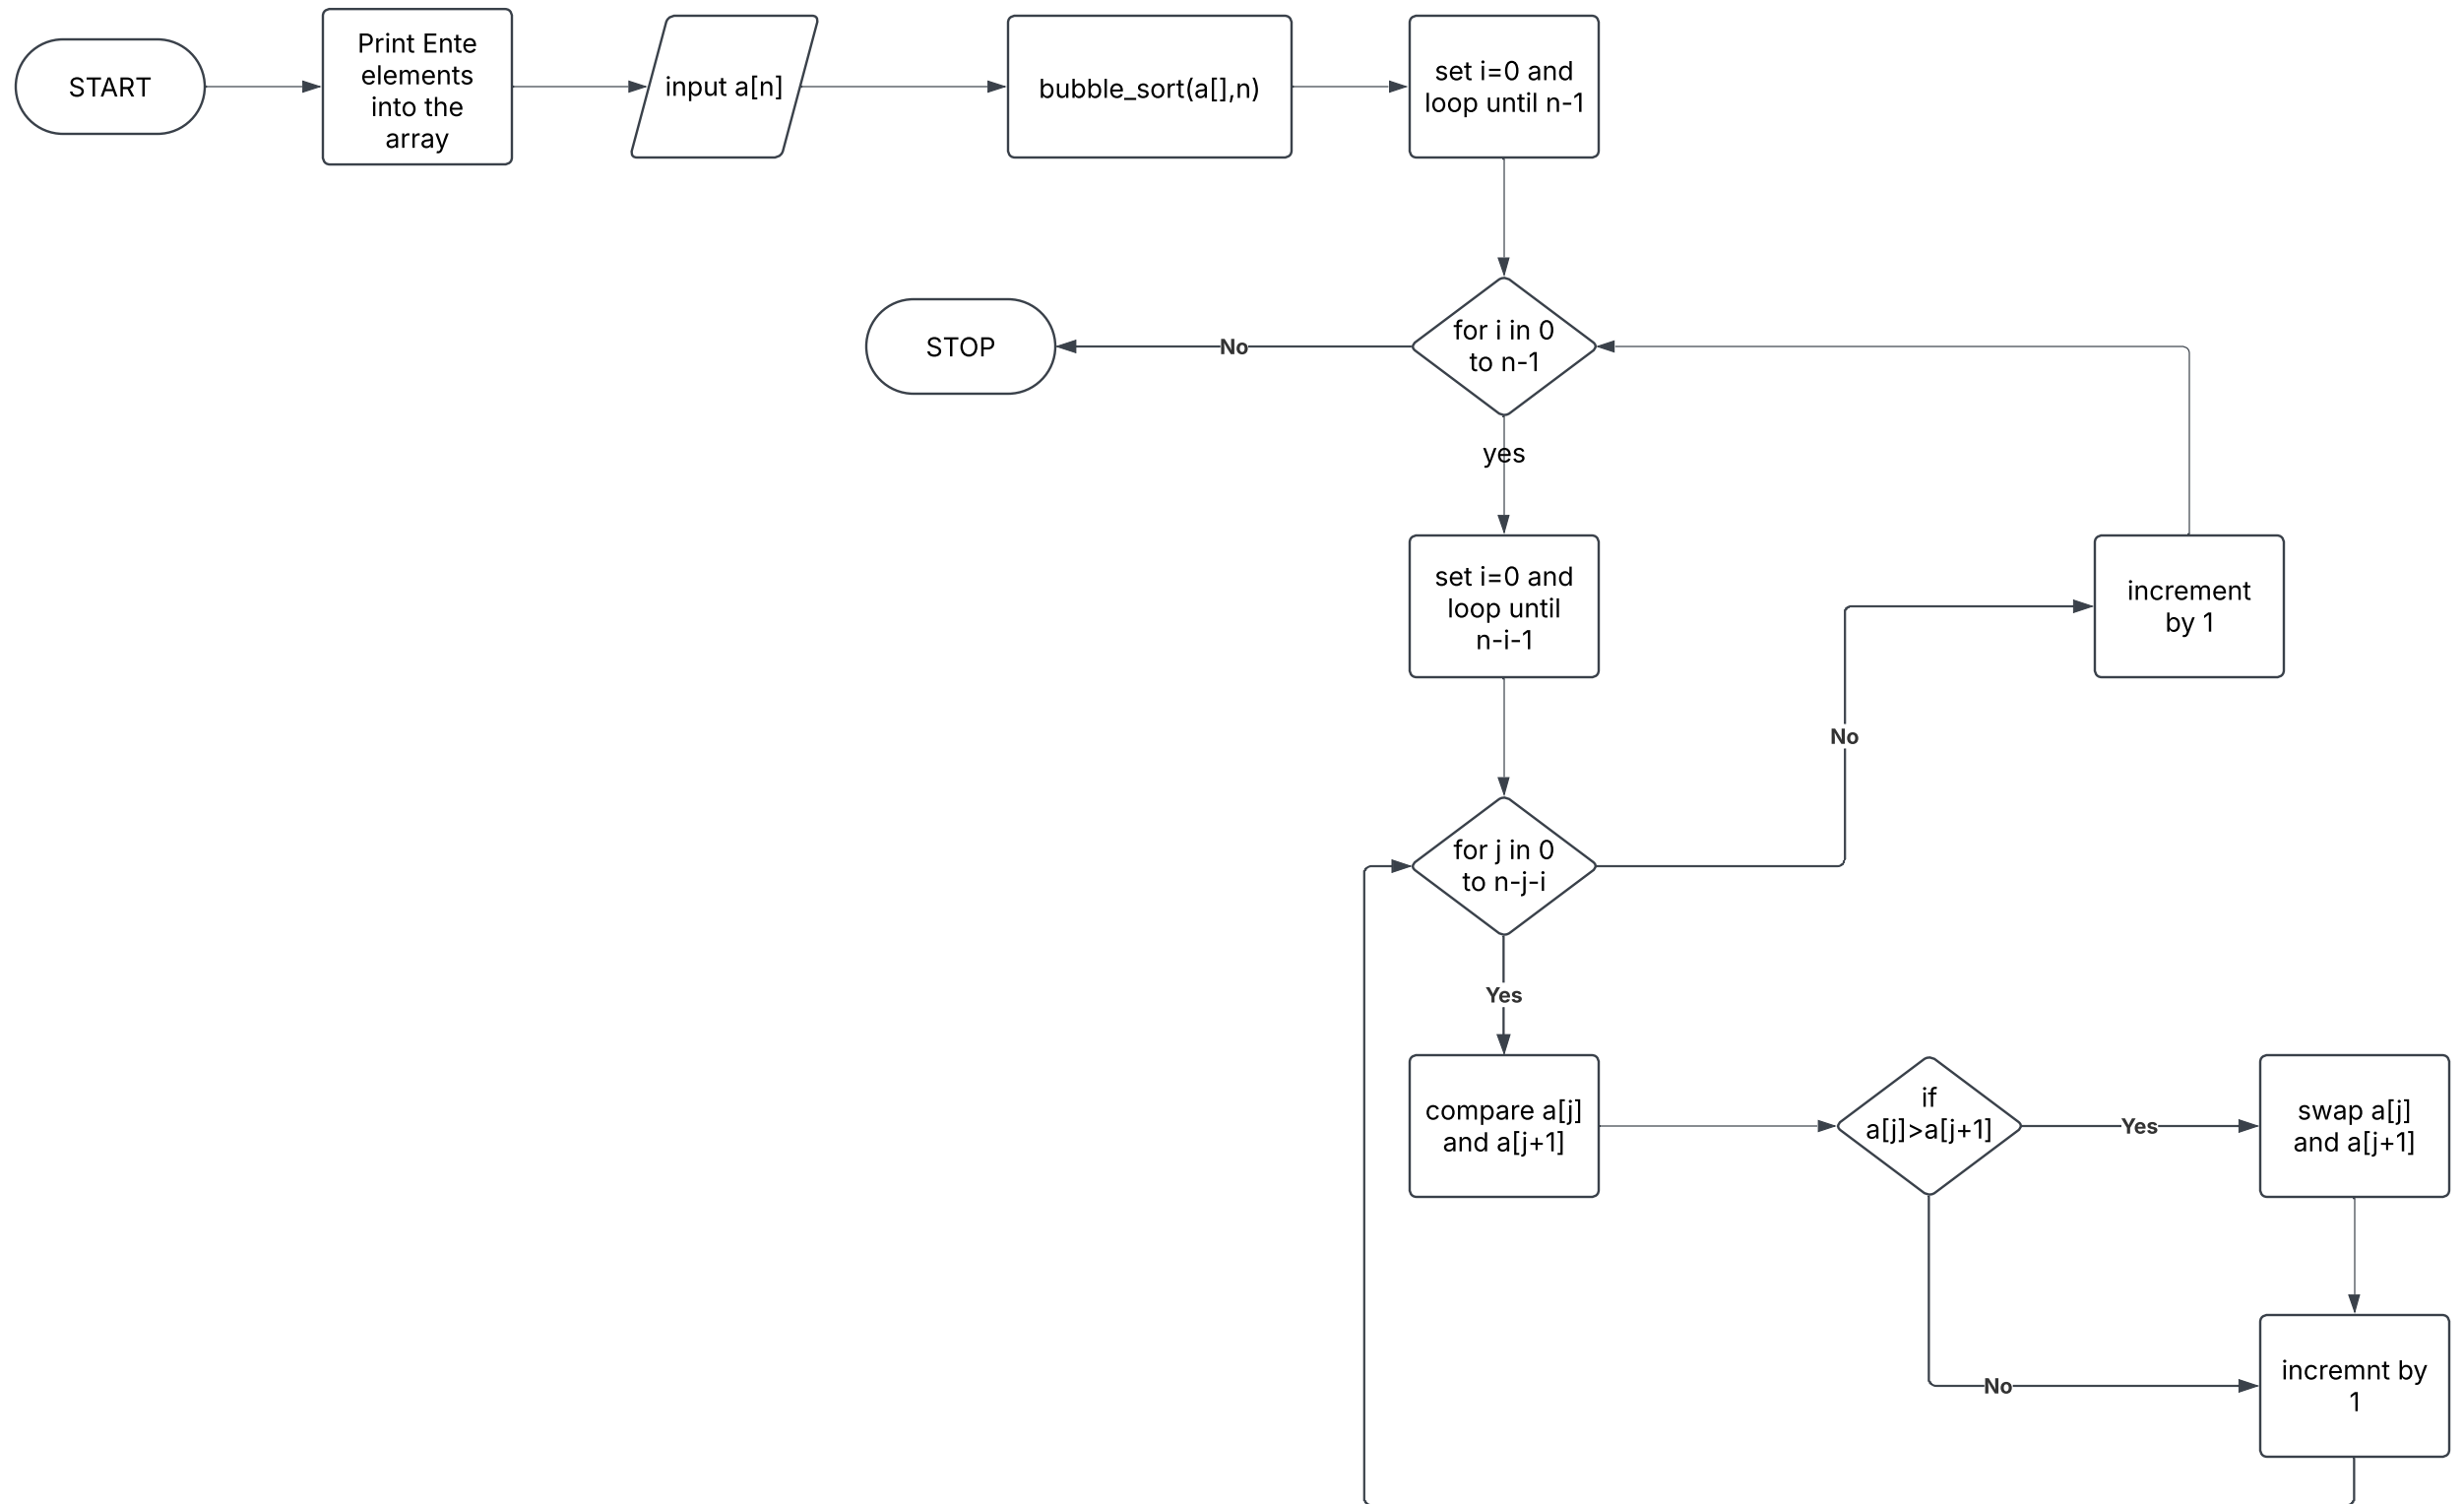 START
Print Ente
elements
into the
array
input a[n]
bubble_sort(a[],n)
set i=0 and
loop until n-1
STOP
No
for i in 0
to n-1
yes
set i=0 and
loop until
n-i-1
increment
by 1
No
for j in 0
to n-j-i
Yes
compare a[j]
and a[j+1]
if
a[j]>a[j+1]
Yes
swap a[j]
and a[j+1]
No
incremnt by
1